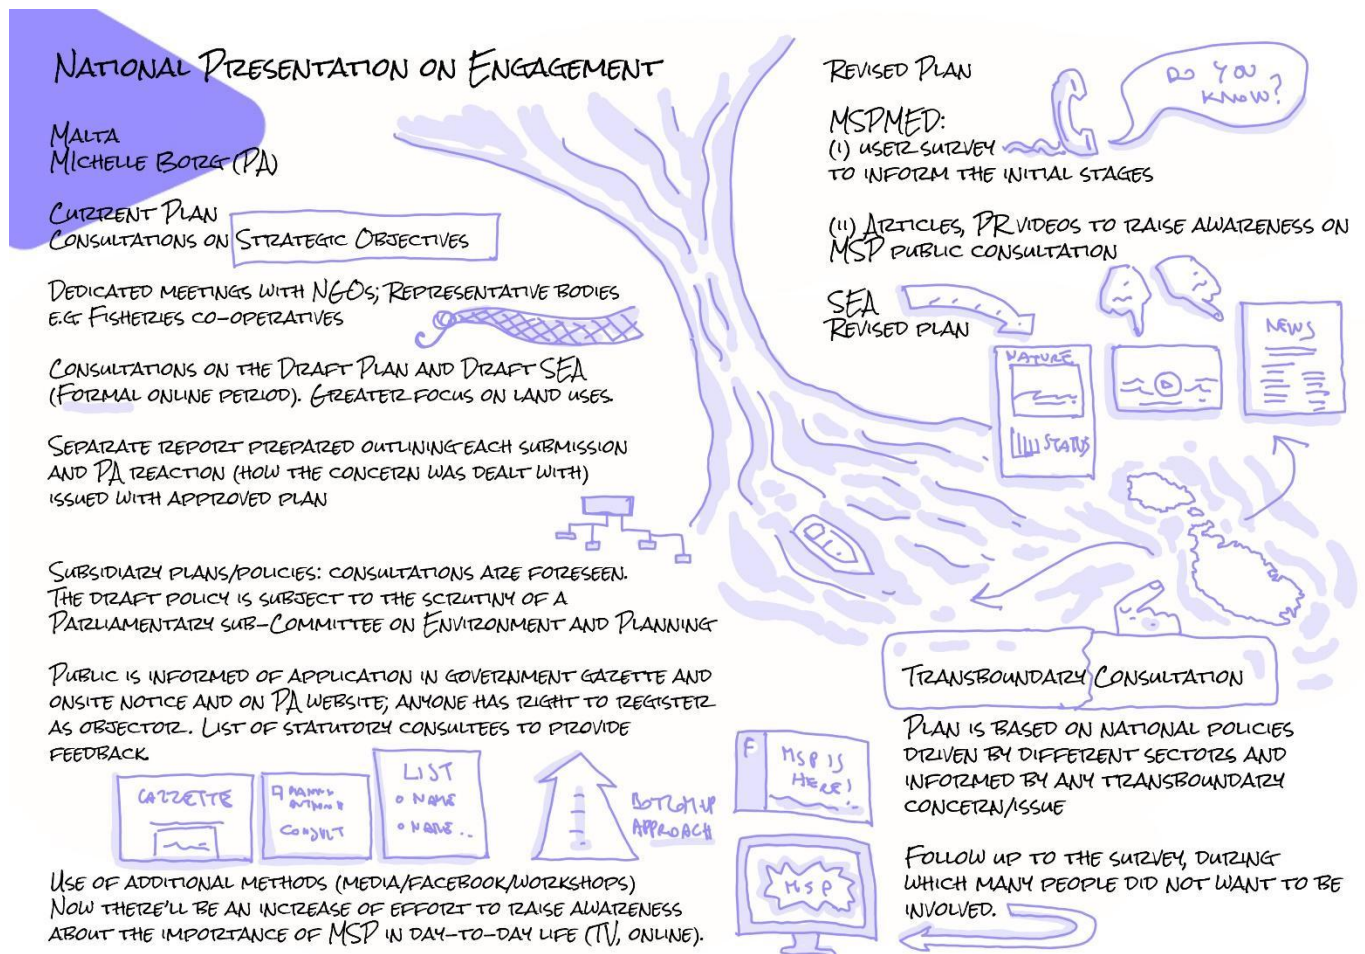 NATIONAL PRESENTATION ON ENGAGEMENT
MALTA
MICHELLE BORG (PA)
CURRENT PLAN
CONSULTATIONS ON STRATEGIC OBJECTIVES
DEDICATED MEETINGS WITH NGOS; REPRESENTATIVE BODIES
E.G. FISHERIES CO-OPERATIVES
CONSULTATIONS ON THE DRAFT PLAN AND DRAFT SEA
(FORMAL ONLINE PERIOD). GREATER FOCUS ON LAND USES.
SEPARATE REPORT PREPARED OUTLINING EACH SUBMISSION
AND PA REACTION (HOW THE CONCERN WAS DEALT WITH)
ISSUED WITH APPROVED PLAN
SUBSIDIARY PLANS/POLICIES: CONSULTATIONS ARE FORESEEN.
THE DRAFT POLICY IS SUBJECT TO THE SCRUTINY OF A
PARLIAMENTARY SUB-COMMITTEE ON ENVIRONMENT AND PLANNING
PUBLIC IS INFORMED OF APPLICATION IN GOVERNMENT GAZETTE AND
ONSITE NOTICE AND ON PA WEBSITE; ANYONE HAS RIGHT TO REGISTER
AS OBJECTOR. LIST OF STATUTORY CONSULTEES TO PROVIDE
FEEDBACK
GAZZETTE
CONSULT
LIST
NAME
NAME..
BOTTOM UP
APPROACH
F
MSP IS
HERE!
MSP
USE OF ADDITIONAL METHODS (MEDIA/FACEBOOK/WORKSHOPS)
NOW THERE'LL BE AN INCREASE OF EFFORT TO RAISE AWARENESS
ABOUT THE IMPORTANCE OF MSP IN DAY-TO-DAY LIFE (TV, ONLINE).
REVISED PLAN
DO YOU
KNOW?
MSPMED:
(I) USER SURVEY
TO INFORM THE INITIAL STAGES
(II) ARTICLES, PR VIDEOS TO RAISE AWARENESS ON
MSP PUBLIC CONSULTATION
SEA
REVISED PLAN
NATURE
STATUS
NEWS
TRANSBOUNDARY CONSULTATION
PLAN IS BASED ON NATIONAL POLICIES
DRIVEN BY DIFFERENT SECTORS AND
INFORMED BY ANY TRANSBOUNDARY
CONCERN/ISSUE
FOLLOW UP TO THE SURVEY, DURING
WHICH MANY PEOPLE DID NOT WANT TO BE
INVOLVED.